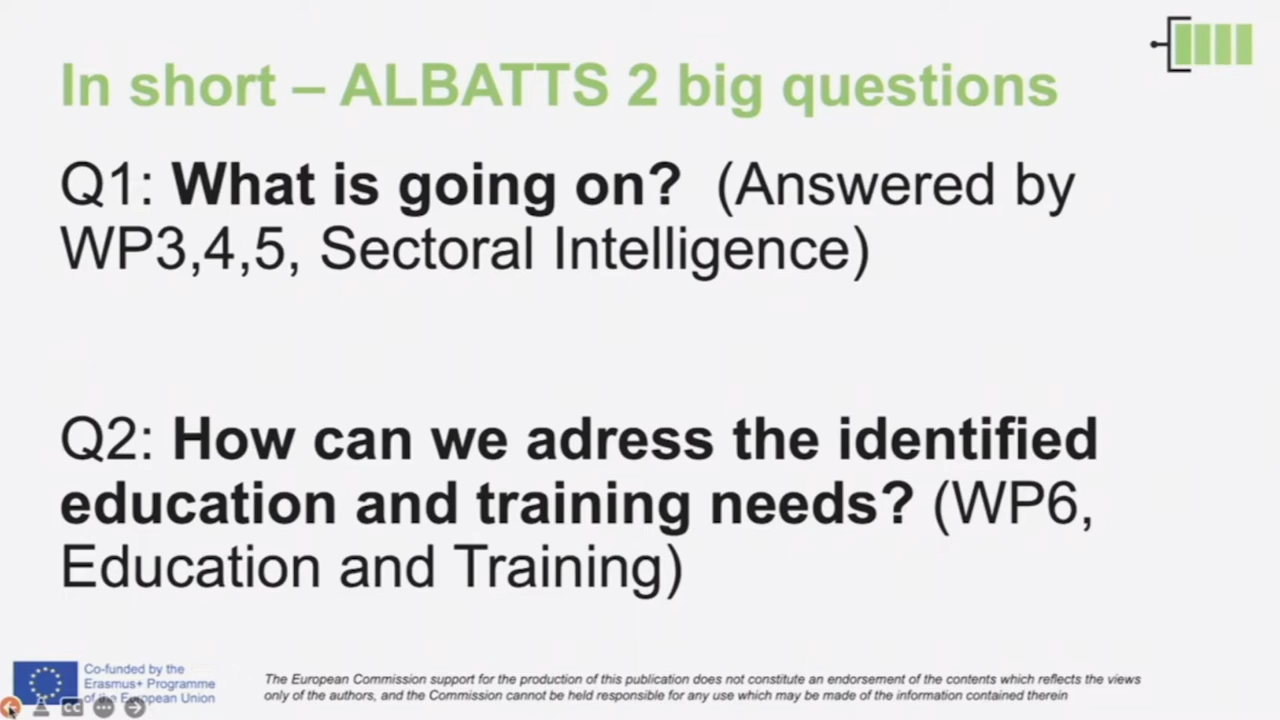 In short – ALBATTS 2 big questions
Q1: What is going on? (Answered by
WP3,4,5, Sectoral Intelligence)
Q2: How can we adress the identified
education and training needs? (WP6,
Education and Training)
Co-funded by the
Erasmus+ Programme
of the European Union
The European Commission support for the production of this publication does not constitute an endorsement of the contents which reflects the views
only of the authors, and the Commission cannot be held responsible for any use which may be made of the information contained therein
CC